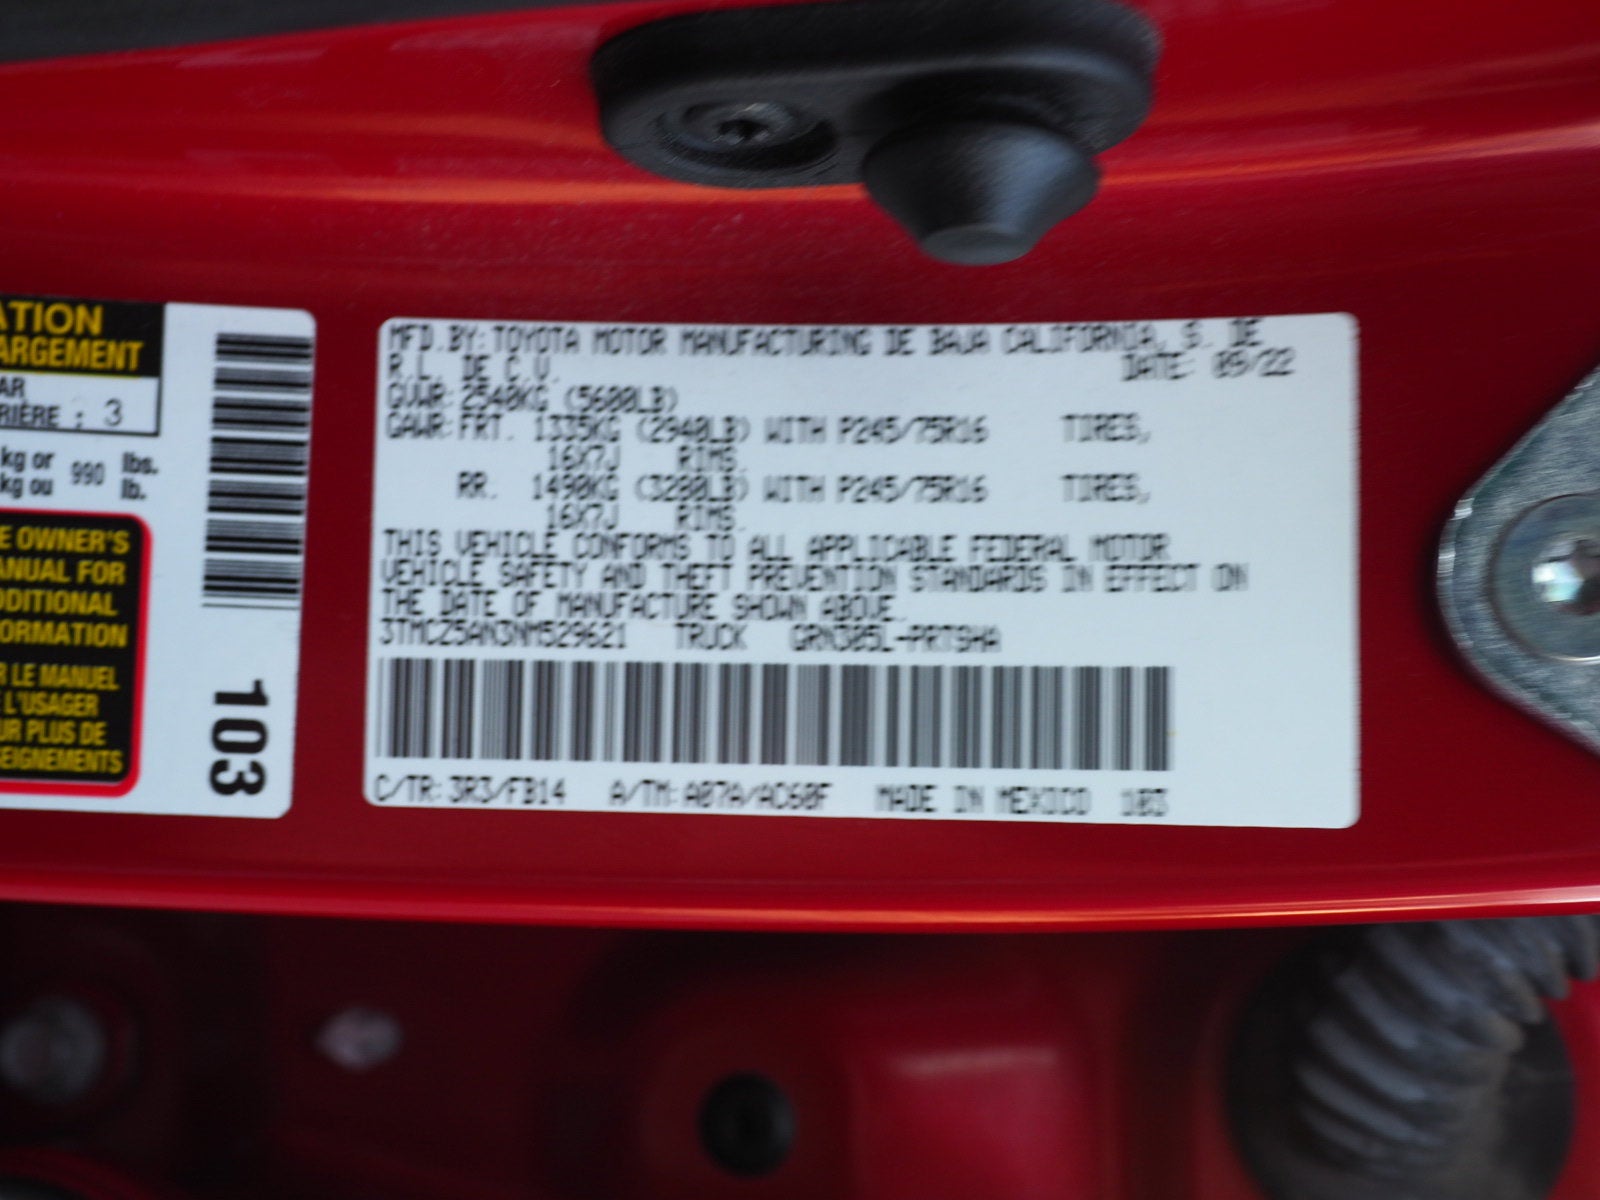 ATION
ARGEMENT
AR
RIÈRE : 3
kg or 990 lbs.
kg ou lb.
E OWNER'S
ANUAL FOR
DDITIONAL
FORMATION
R LE MANUEL
E L'USAGER
UR PLUS DE
SEIGNEMENTS
103
MFD.BY:TOYOTA MOTOR MANUFACTURING DE BAJA CALIFORNIA, S. DE
R.L. DE C.V. DATE: 09/22
GVWR:2540KG (5600LB)
GAWR:FRT. 1335KG (2940LB) WITH P245/75R16 TIRES,
16X7J RIMS.
RR. 1490KG (3280LB) WITH P245/75R16 TIRES,
16X7J RIMS.
THIS VEHICLE CONFORMS TO ALL APPLICABLE FEDERAL MOTOR
VEHICLE SAFETY AND THEFT PREVENTION STANDARDS IN EFFECT ON
THE DATE OF MANUFACTURE SHOWN ABOVE.
3TMCZ5AN3NM529621 TRUCK GRN305L-PRTSHA
C/TR:3R3/FB14 A/TM:A07A/AC60F MADE IN MEXICO 103